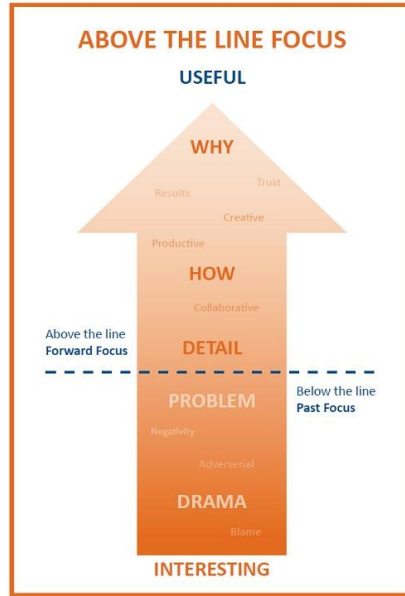 ABOVE THE LINE FOCUS
USEFUL
WHY
Trust
Results
Creative
Productive
HOW
Collaborative
Above the line
Forward Focus
DETAIL
Below the line
Past Focus
PROBLEM
Negativity
Adverserial
DRAMA
Blame
INTERESTING